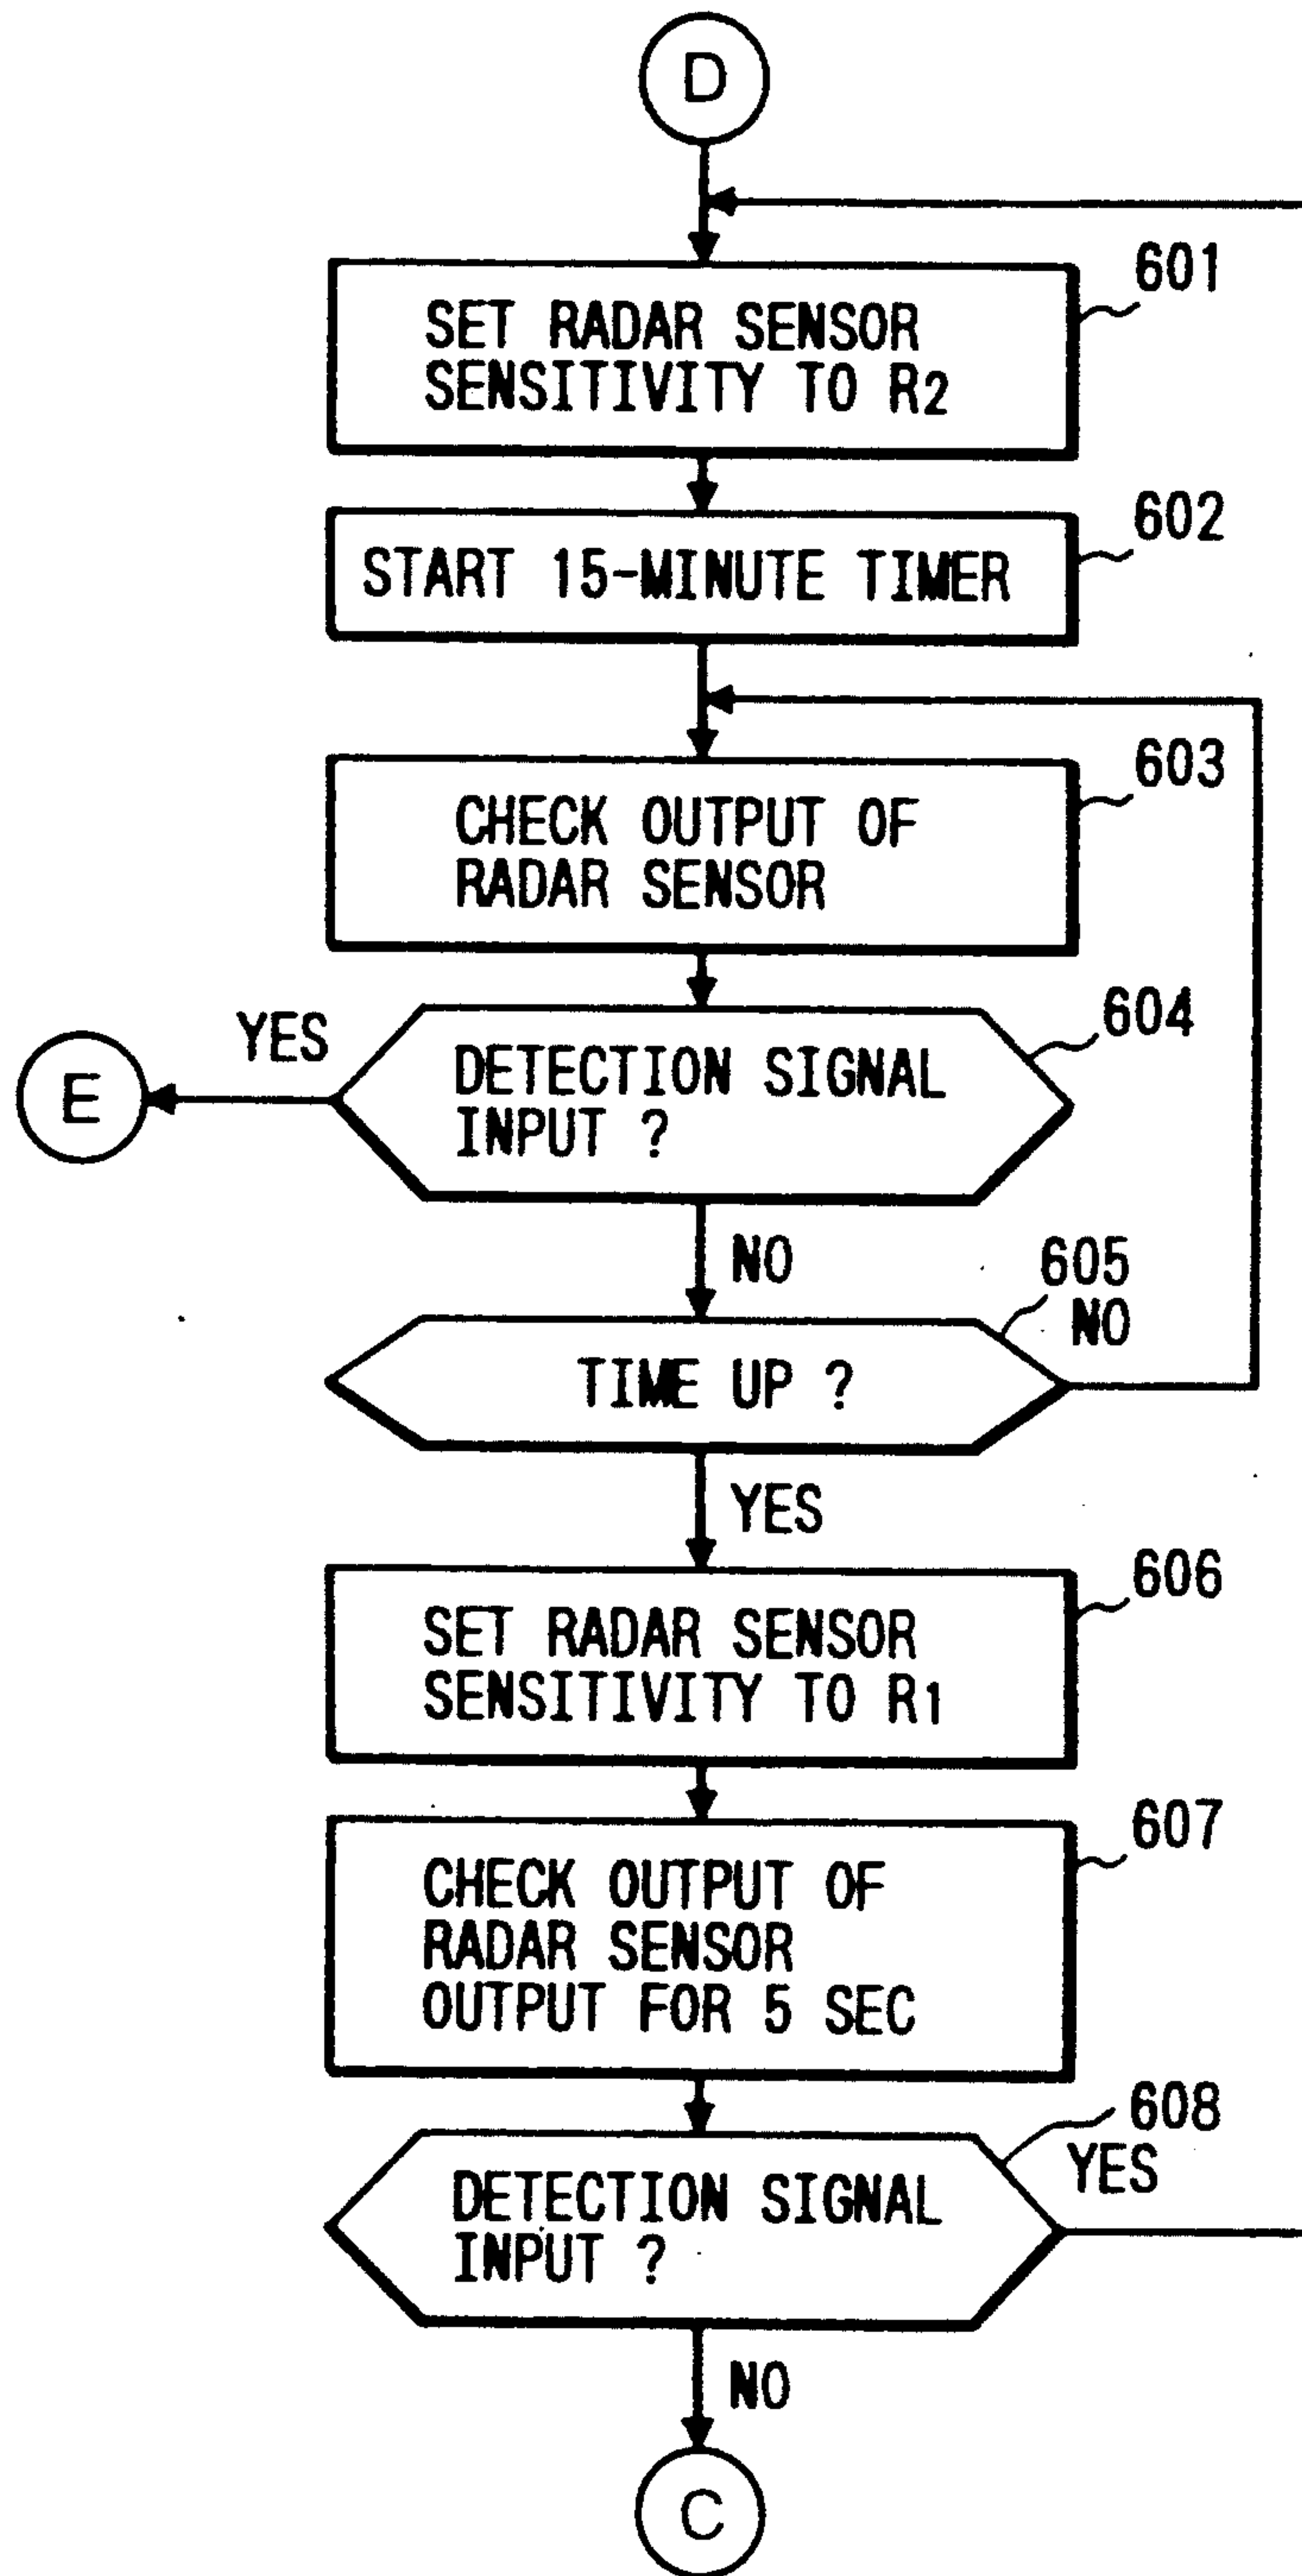 D
601
SET RADAR SENSOR
SENSITIVITY TO R2
602
START 15-MINUTE TIMER
603
CHECK OUTPUT OF
RADAR SENSOR
604
YES
DETECTION SIGNAL
INPUT ?
E
NO
605
NO
TIME UP ?
YES
606
SET RADAR SENSOR
SENSITIVITY TO R1
607
CHECK OUTPUT OF
RADAR SENSOR
OUTPUT FOR 5 SEC
608
YES
DETECTION SIGNAL
INPUT ?
NO
C